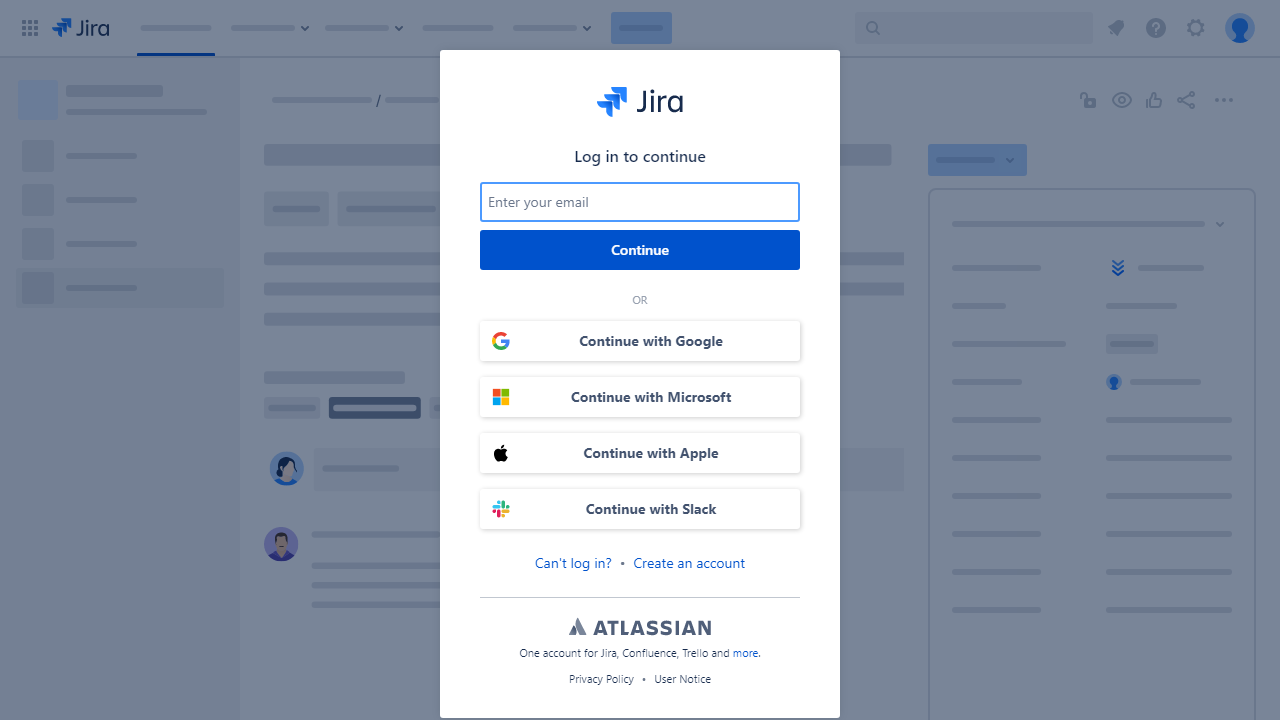 Jira
/
Jira
Log in to continue
Enter your email
Continue
OR
Continue with Google
Continue with Microsoft
Continue with Apple
Continue with Slack
Can't log in? • Create an account
ATLASSIAN
One account for Jira, Confluence, Trello and more.
Privacy Policy • User Notice